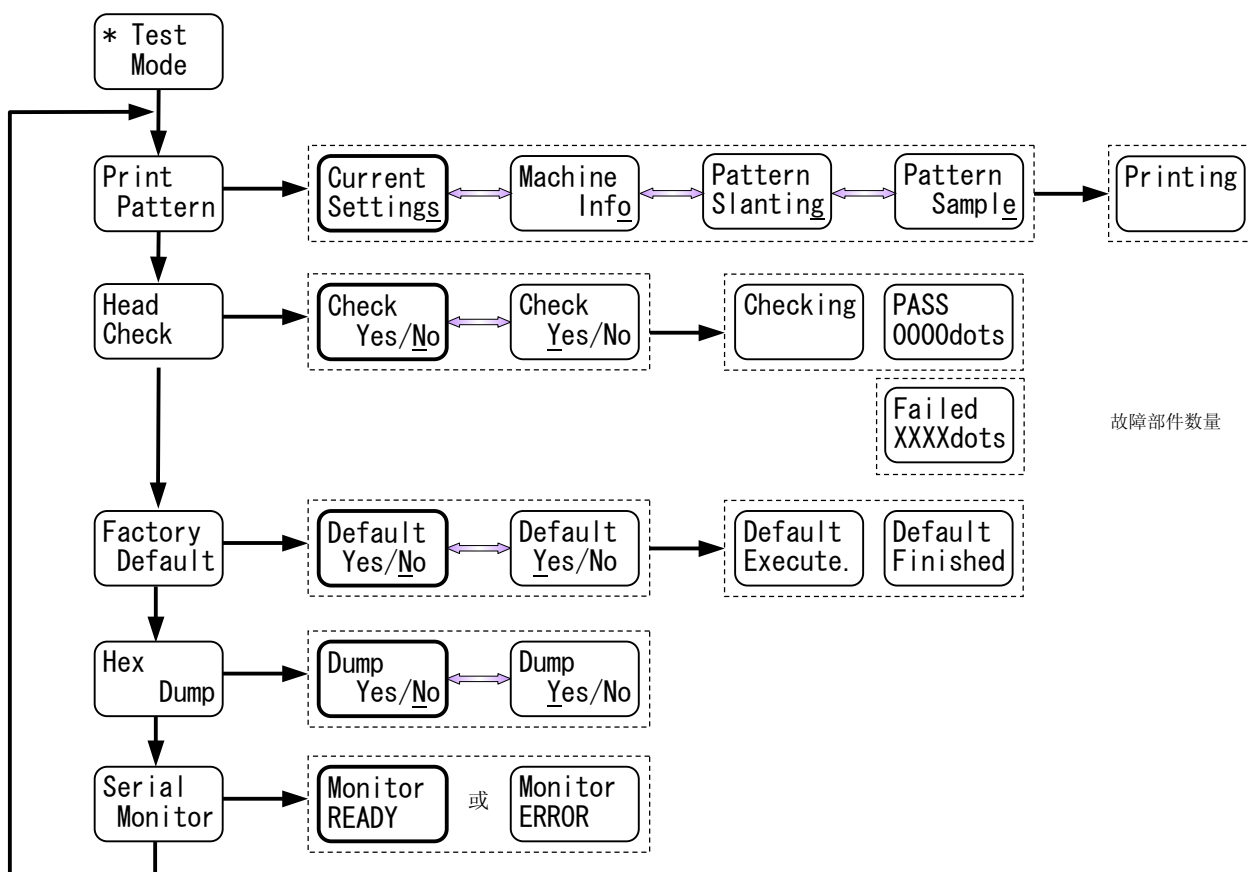 * Test
Mode
Print
Pattern
Current
Settings
Machine
Info
Pattern
Slanting
Pattern
Sample
Printing
Head
Check
Check
Yes/No
Check
Yes/No
Checking
PASS
0000dots
Failed
XXXXdots
故障部件数量
Factory
Default
Default
Yes/No
Default
Yes/No
Default
Execute.
Default
Finished
Hex
Dump
Dump
Yes/No
Dump
Yes/No
Serial
Monitor
Monitor
READY
或
Monitor
ERROR